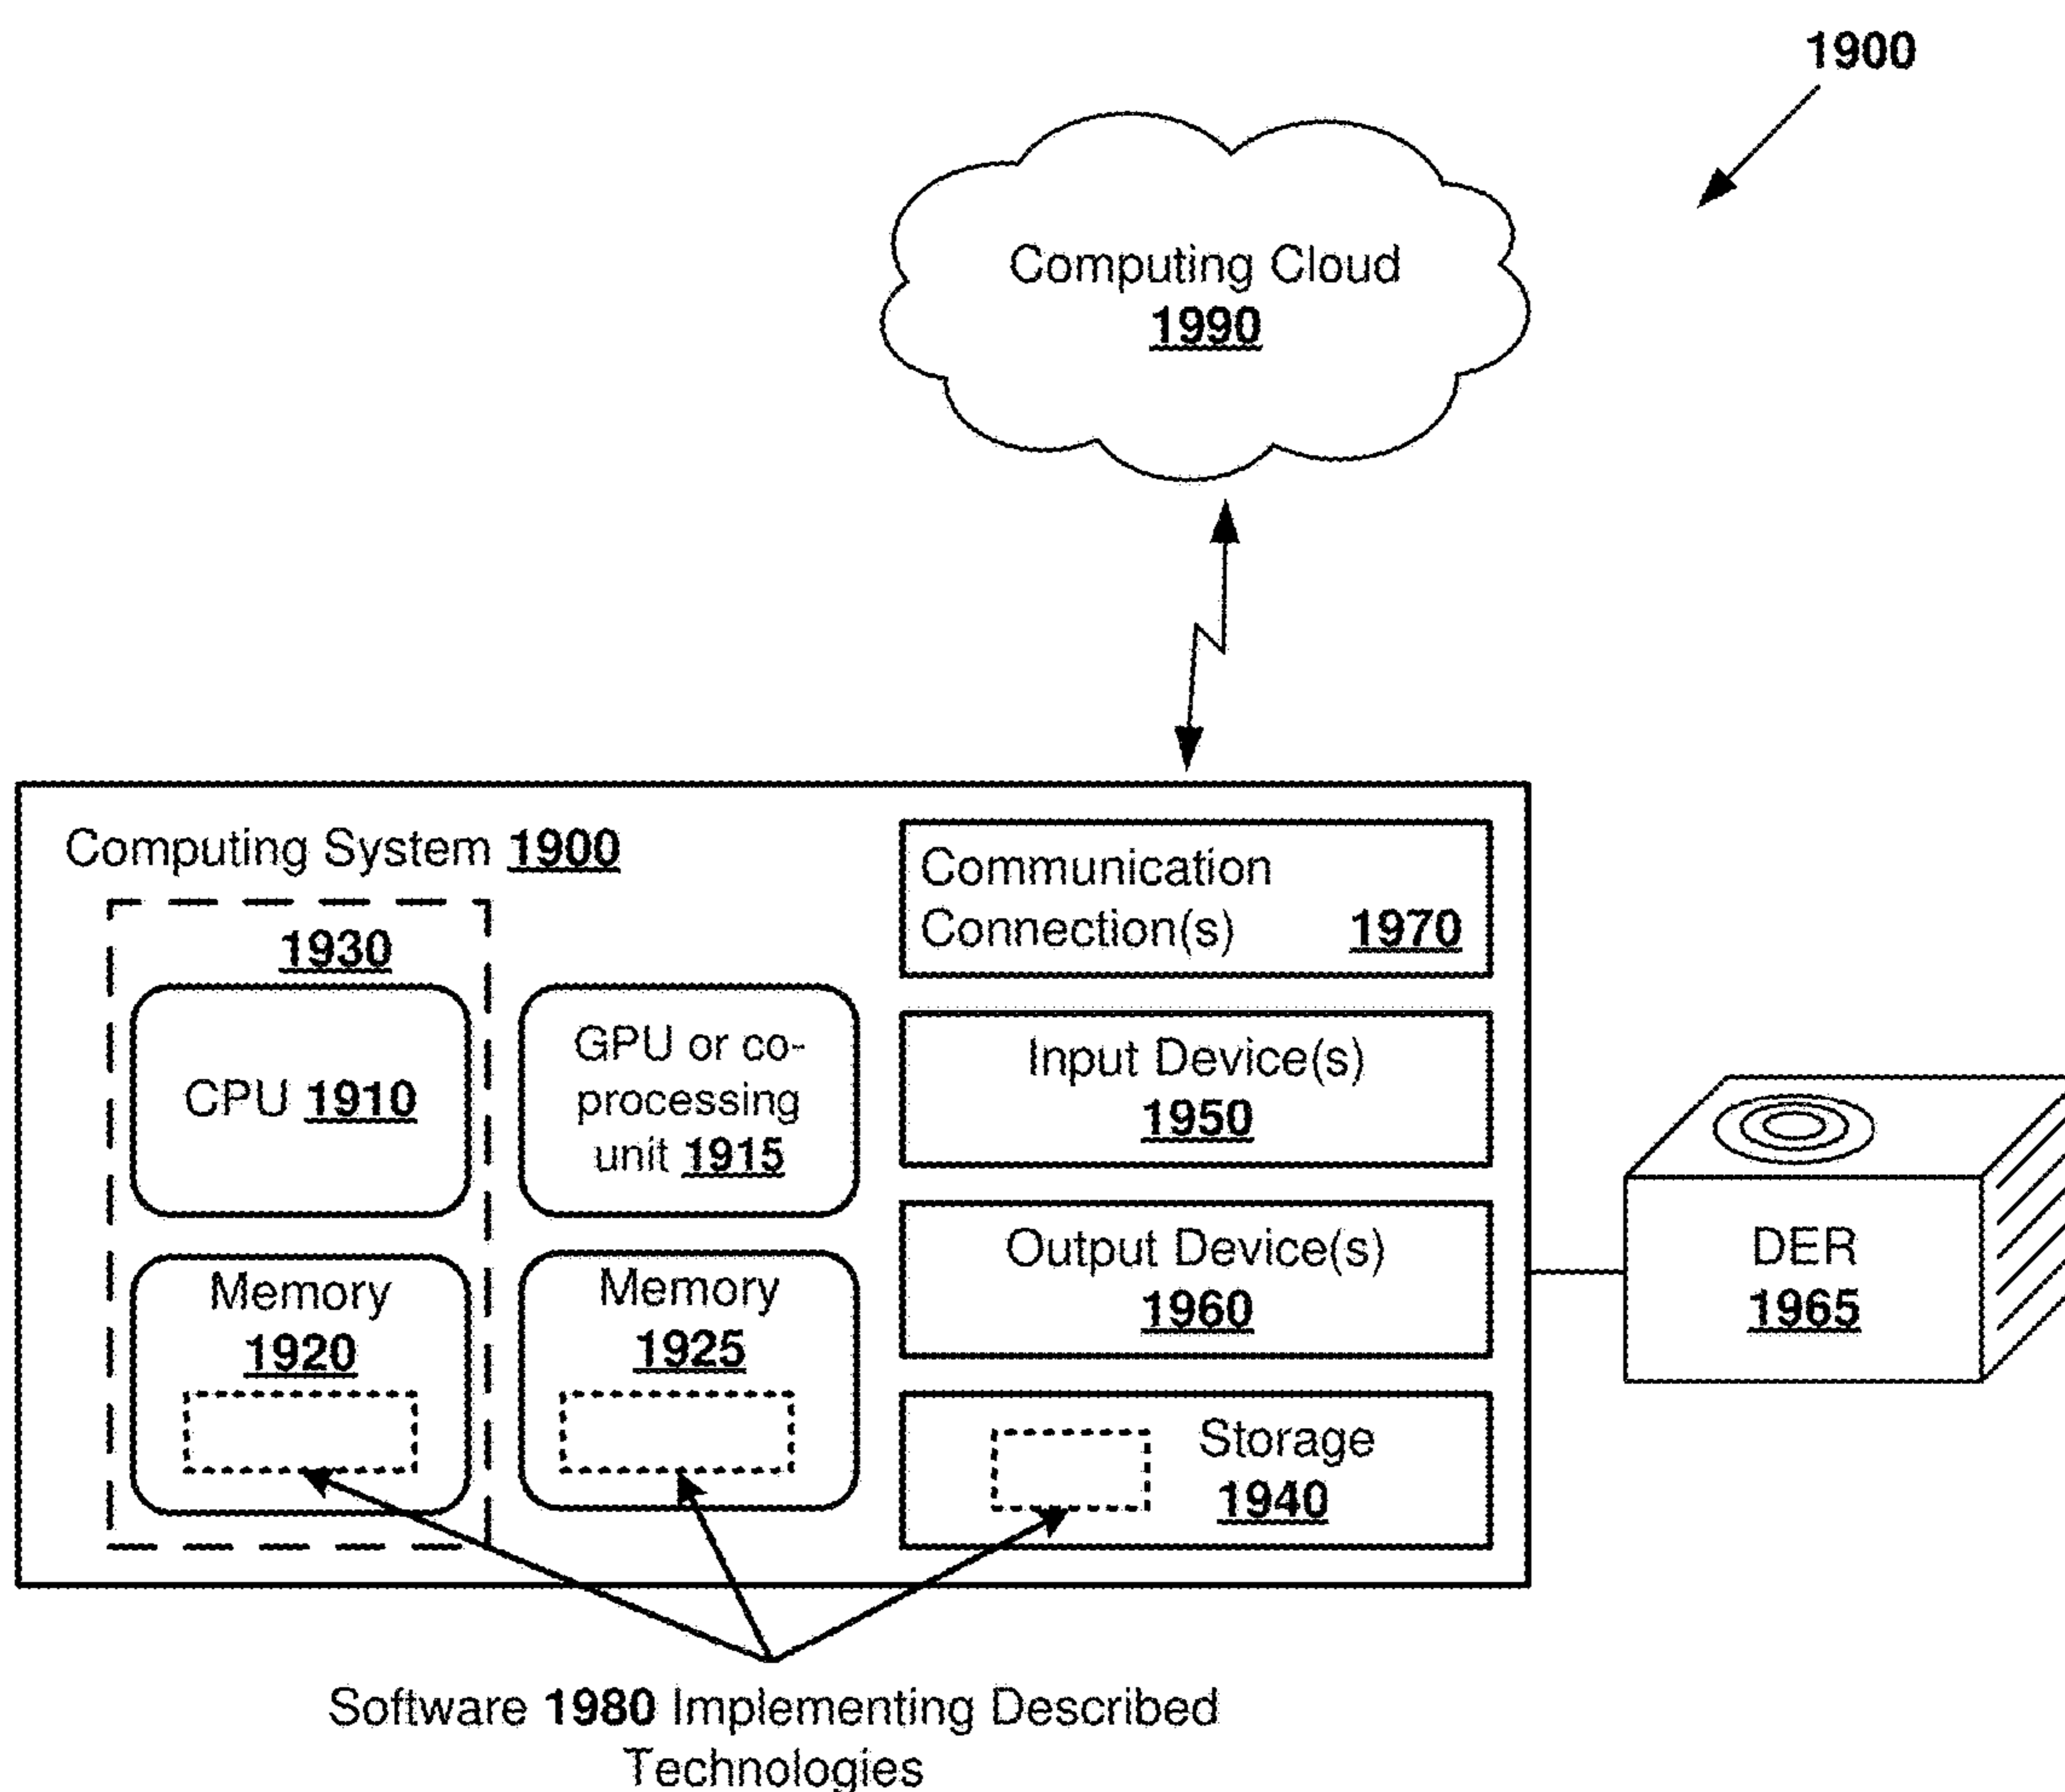 1900
Computing Cloud
1990
Computing System 1900
1930
CPU 1910
Memory
1920
GPU or co-
processing
unit 1915
Memory
1925
Communication
Connection(s) 1970
Input Device(s)
1950
Output Device(s)
1960
Storage
1940
DER
1965
Software 1980 Implementing Described
Technologies